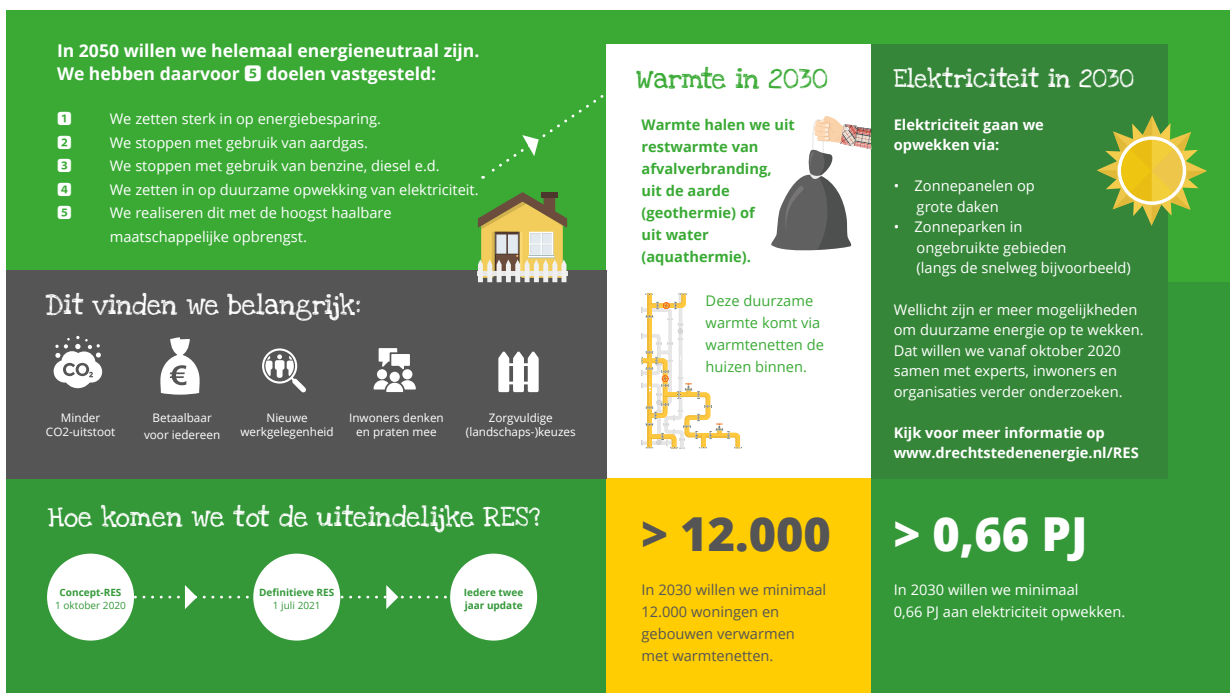 In 2050 willen we helemaal energieneutraal zijn.
We hebben daarvoor 5 doelen vastgesteld:
1 We zetten sterk in op energiebesparing.
2 We stoppen met gebruik van aardgas.
3 We stoppen met gebruik van benzine, diesel e.d.
4 We zetten in op duurzame opwekking van elektriciteit.
5 We realiseren dit met de hoogst haalbare
maatschappelijke opbrengst.
Dit vinden we belangrijk:
CO2
Minder
CO2-uitstoot
€
Betaalbaar
voor iedereen
Nieuwe
werkgelegenheid
Inwoners denken
en praten mee
Zorgvuldige
(landschaps-)keuzes
Hoe komen we tot de uiteindelijke RES?
Concept-RES
1 oktober 2020
Definitieve RES
1 juli 2021
Iedere twee
jaar update
Warmte in 2030
Warmte halen we uit
restwarmte van
afvalverbranding,
uit de aarde
(geothermie) of
uit water
(aquathermie).
Deze duurzame
warmte komt via
warmtenetten de
huizen binnen.
> 12.000
In 2030 willen we minimaal
12.000 woningen en
gebouwen verwarmen
met warmtenetten.
Elektriciteit in 2030
Elektriciteit gaan we
opwekken via:
• Zonnepanelen op
grote daken
• Zonneparken in
ongebruikte gebieden
(langs de snelweg bijvoorbeeld)
Wellicht zijn er meer mogelijkheden
om duurzame energie op te wekken.
Dat willen we vanaf oktober 2020
samen met experts, inwoners en
organisaties verder onderzoeken.
Kijk voor meer informatie op
www.drechtstedenenergie.nl/RES
> 0,66 PJ
In 2030 willen we minimaal
0,66 PJ aan elektriciteit opwekken.